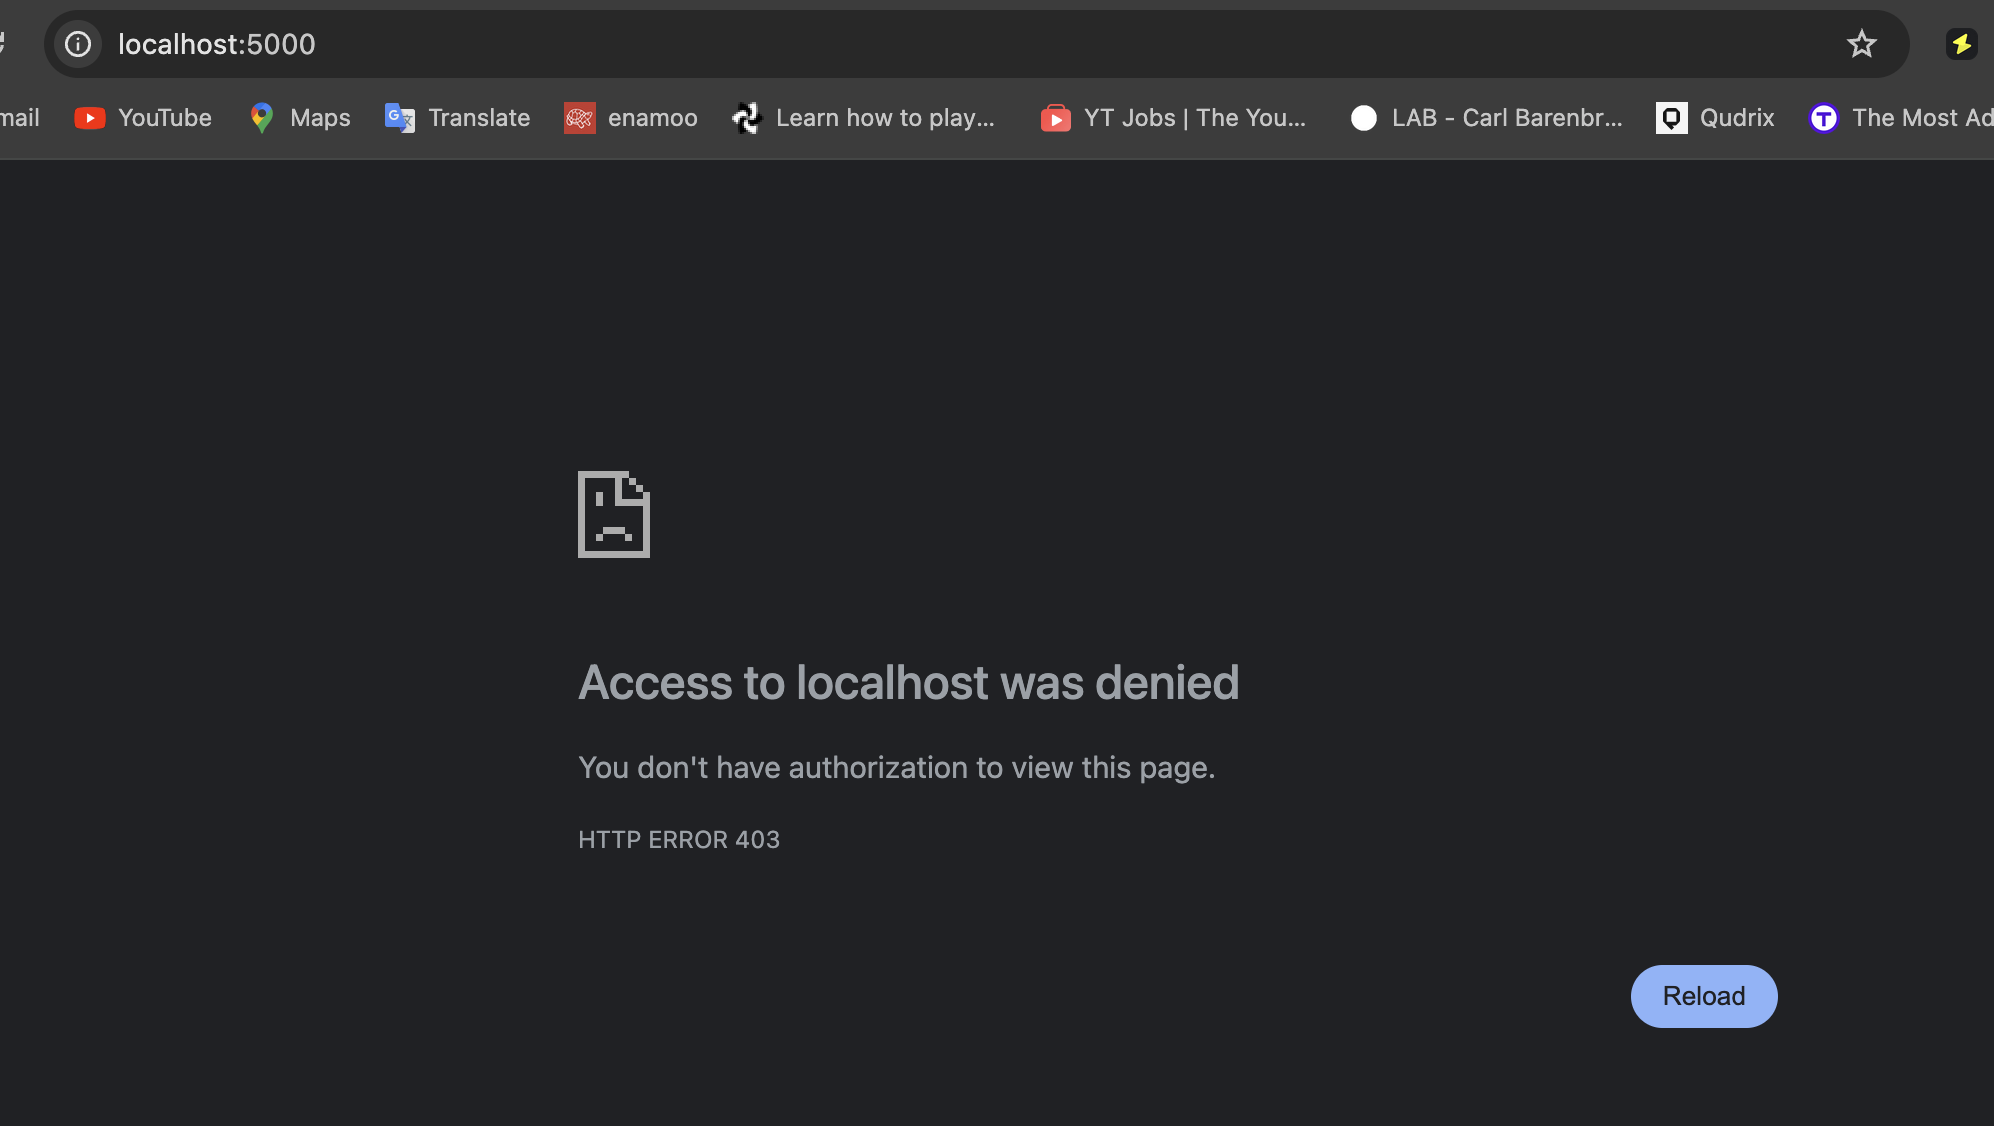 localhost:5000
mail YouTube Maps Translate enamoo Learn how to play... YT Jobs | The You... LAB - Carl Barenbr... Qudrix The Most Ad
Access to localhost was denied
You don't have authorization to view this page.
HTTP ERROR 403
Reload